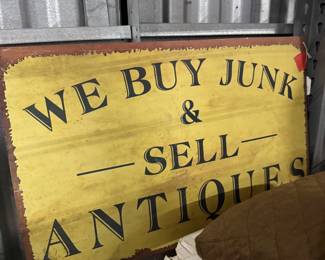 WE BUY JUNK
&
— SELL —
ANTIQUES